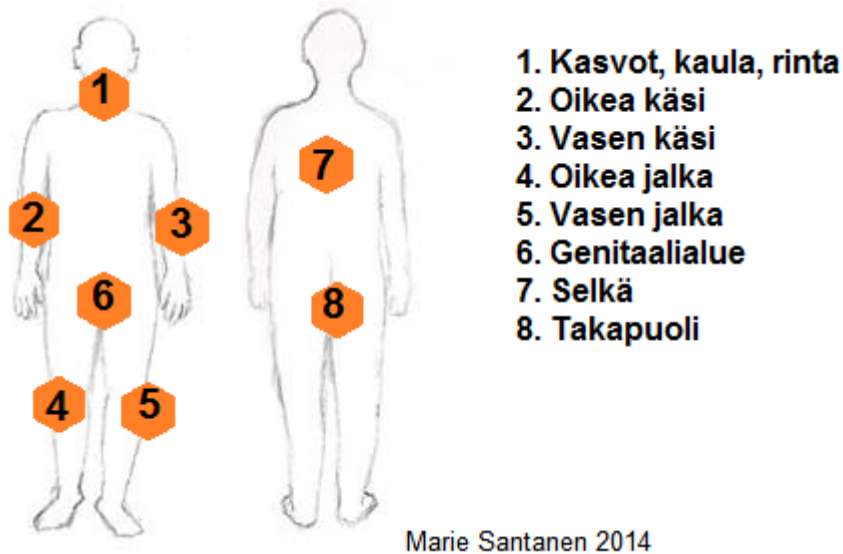 1
2
3
4
5
6
7
8
1. Kasvot, kaula, rinta
2. Oikea käsi
3. Vasen käsi
4. Oikea jalka
5. Vasen jalka
6. Genitaalialue
7. Selkä
8. Takapuoli
Marie Santanen 2014